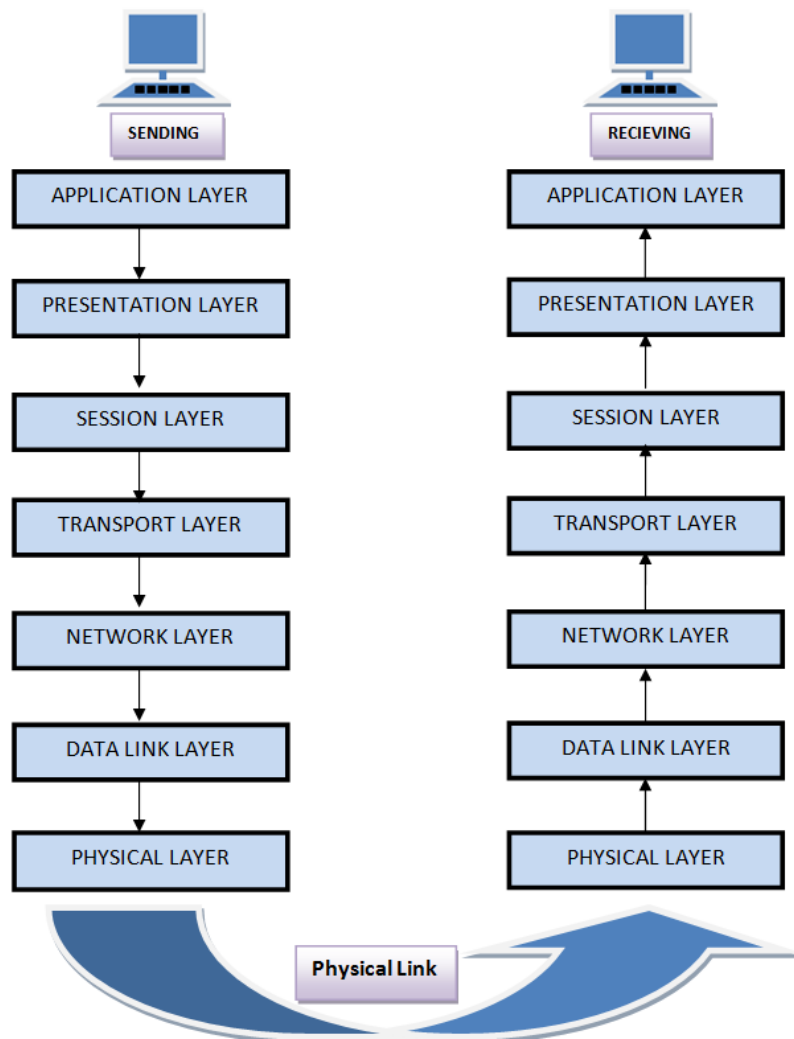 SENDING
APPLICATION LAYER
PRESENTATION LAYER
SESSION LAYER
TRANSPORT LAYER
NETWORK LAYER
DATA LINK LAYER
PHYSICAL LAYER
RECIEVING
APPLICATION LAYER
PRESENTATION LAYER
SESSION LAYER
TRANSPORT LAYER
NETWORK LAYER
DATA LINK LAYER
PHYSICAL LAYER
Physical Link